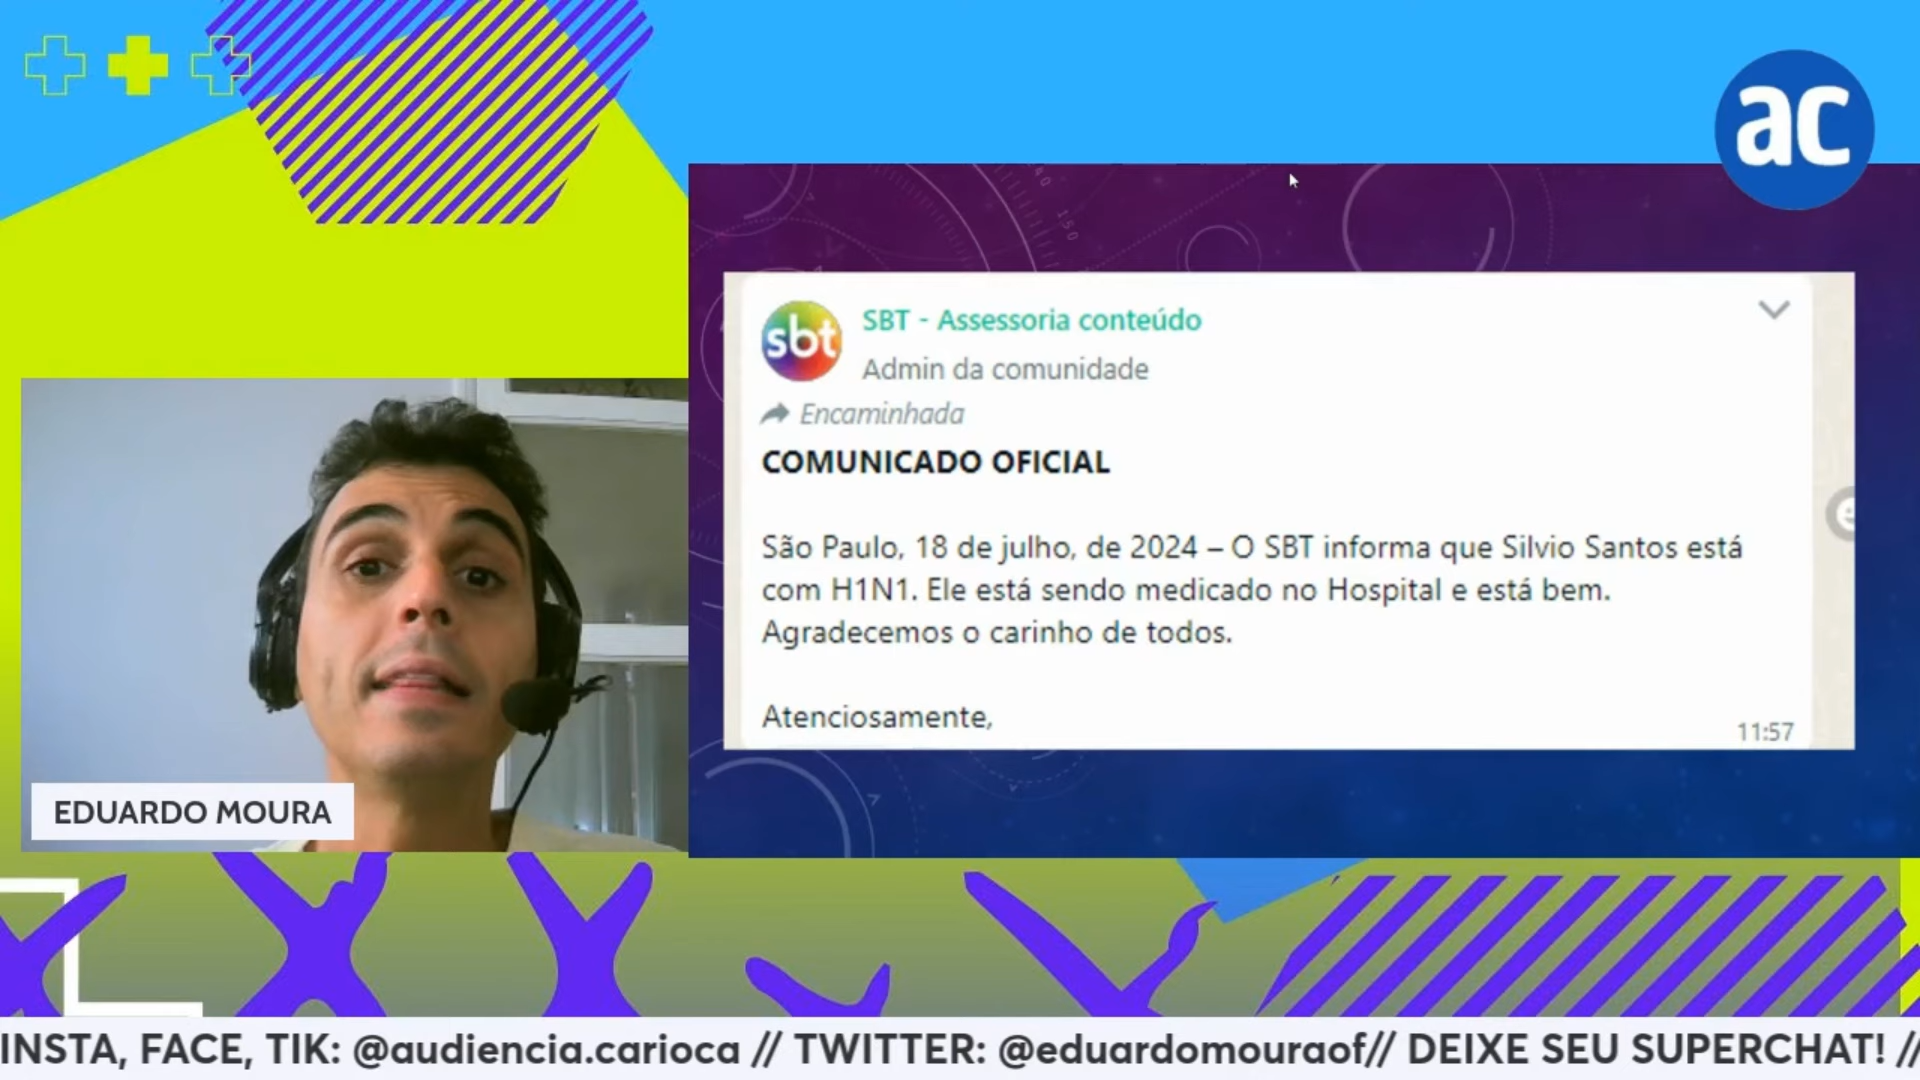 ac
sbt
SBT - Assessoria conteúdo
Admin da comunidade
Encaminhada
COMUNICADO OFICIAL
São Paulo, 18 de julho, de 2024 – O SBT informa que Silvio Santos está
com H1N1. Ele está sendo medicado no Hospital e está bem.
Agradecemos o carinho de todos.
Atenciosamente,
11:57
EDUARDO MOURA
INSTA, FACE, TIK: @audiencia.carioca // TWITTER: @eduardomouraof// DEIXE SEU SUPERCHAT! //